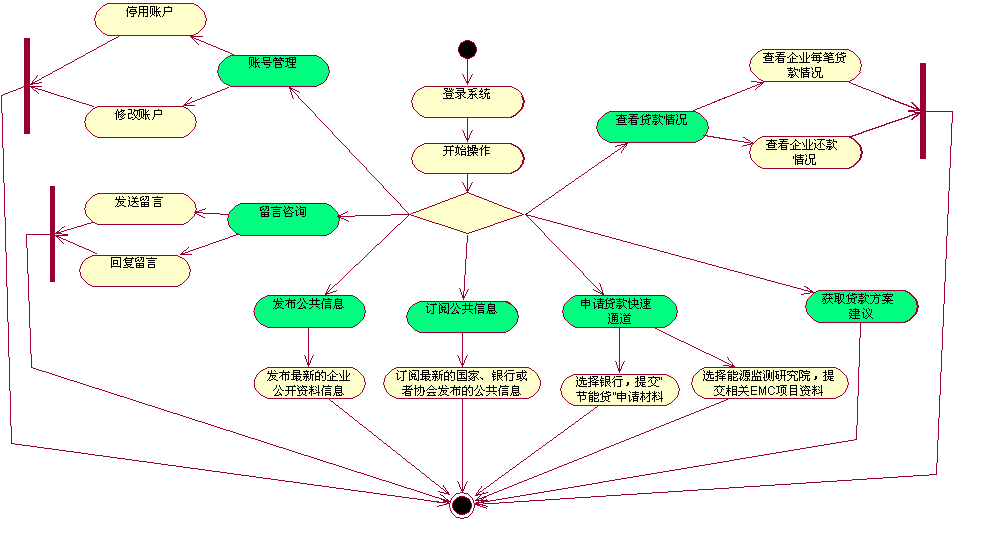 停用账户
账号管理
修改账户
登录系统
开始操作
查看企业每笔贷
款情况
查看贷款情况
查看企业还款
情况
发送留言
留言咨询
回复留言
发布公共信息
订阅公共信息
申请贷款快速
通道
获取贷款方案
建议
发布最新的企业
公开资料信息
订阅最新的国家、银行或
者协会发布的公共信息
选择银行，提交"
节能贷"申请材料
选择能源监测研究院，提
交相关EMC项目资料